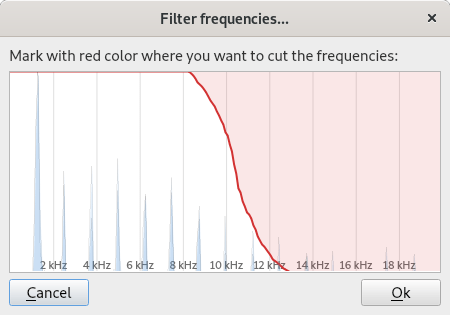 Filter frequencies...
×
Mark with red color where you want to cut the frequencies:
2 kHz 4 kHz 6 kHz 8 kHz 10 kHz 12 kHz 14 kHz 16 kHz 18 kHz
Cancel Ok